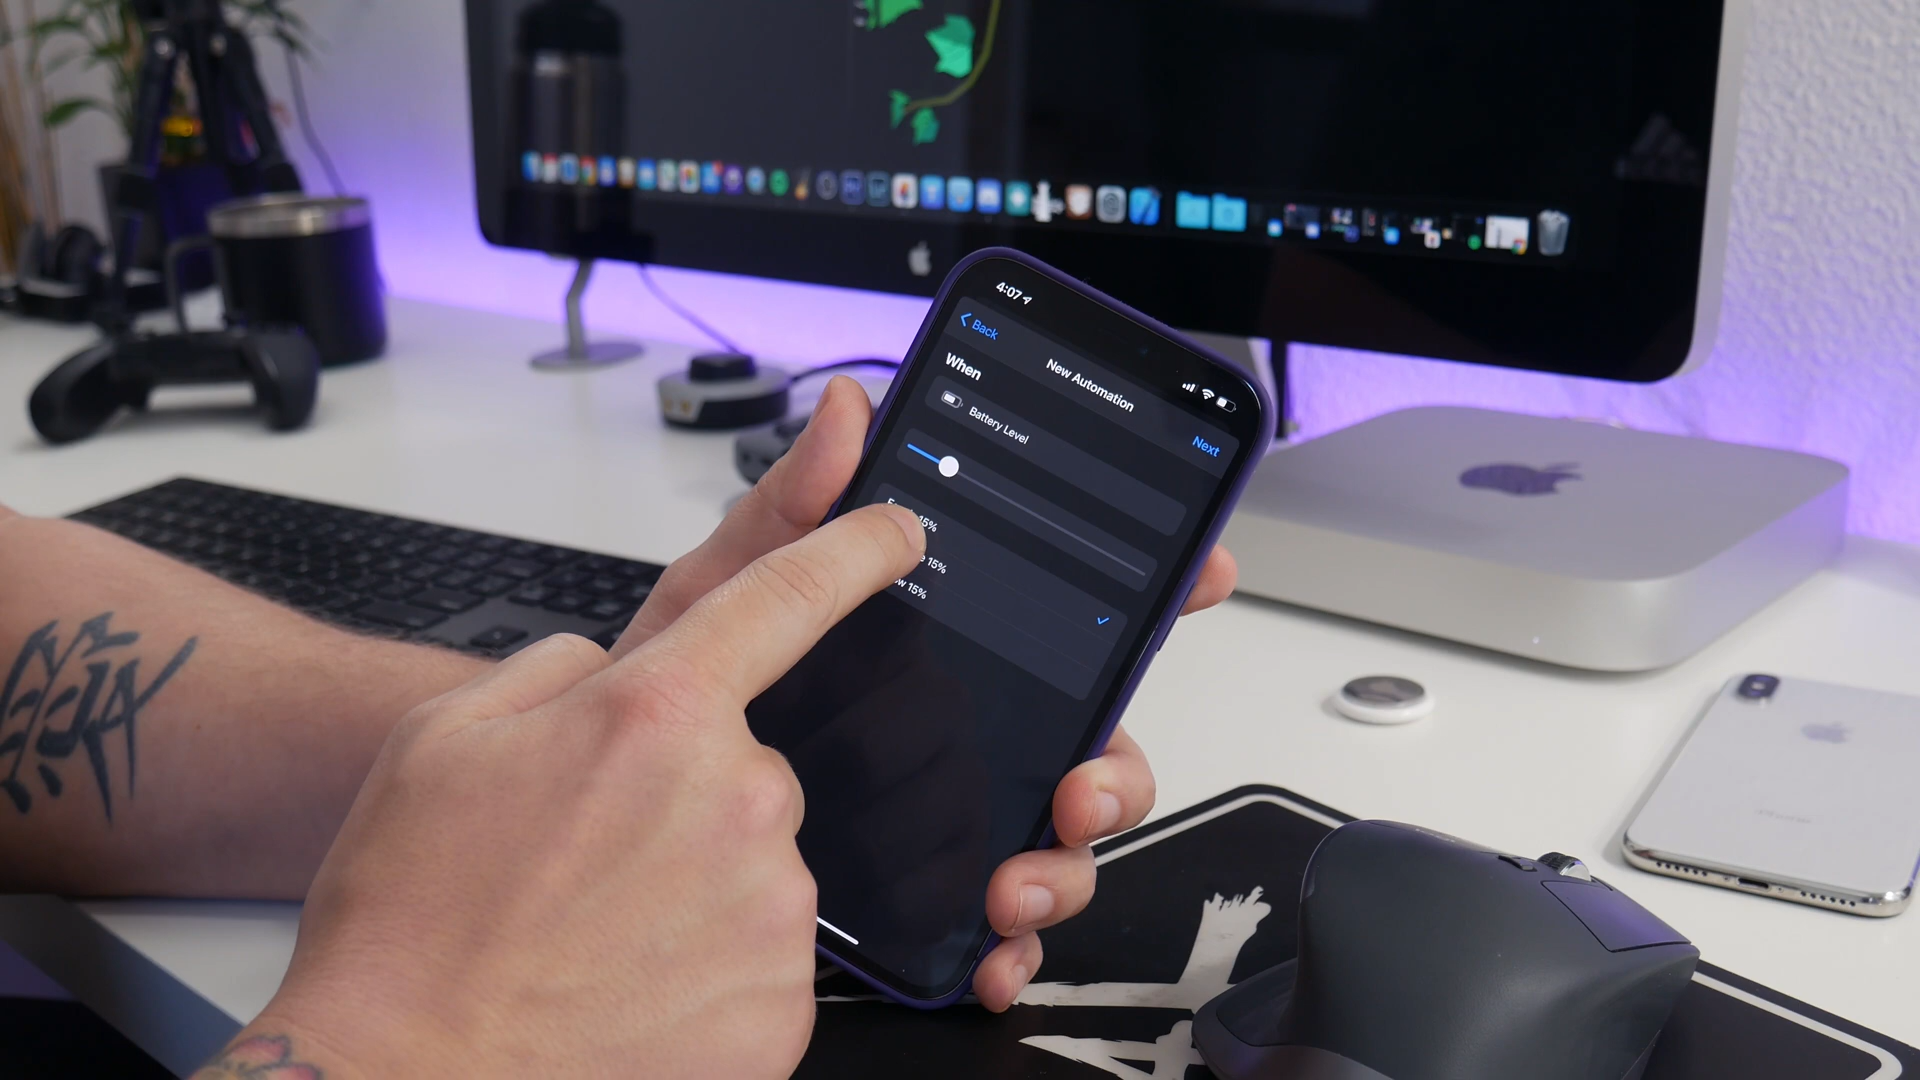 4:07
Back
New Automation
Next
When
Battery Level
15%
15%
15%